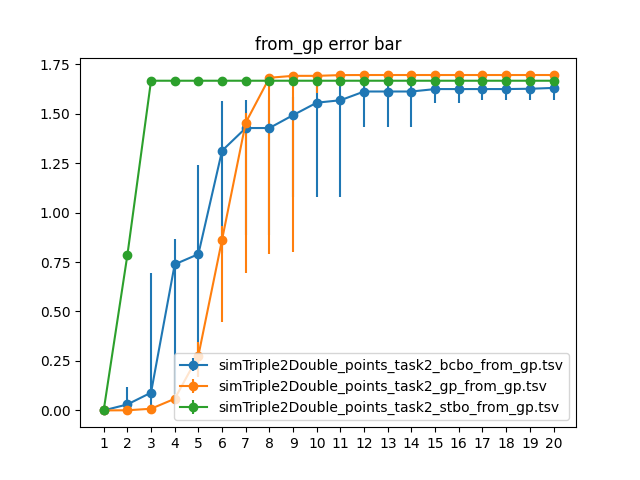 from_gp error bar
1.75
1.50
1.25
1.00
0.75
0.50
0.25
0.00
simTriple2Double_points_task2_bcbo_from_gp.tsv
simTriple2Double_points_task2_gp_from_gp.tsv
simTriple2Double_points_task2_stbo_from_gp.tsv
1 2 3 4 5 6 7 8 9 10 11 12 13 14 15 16 17 18 19 20